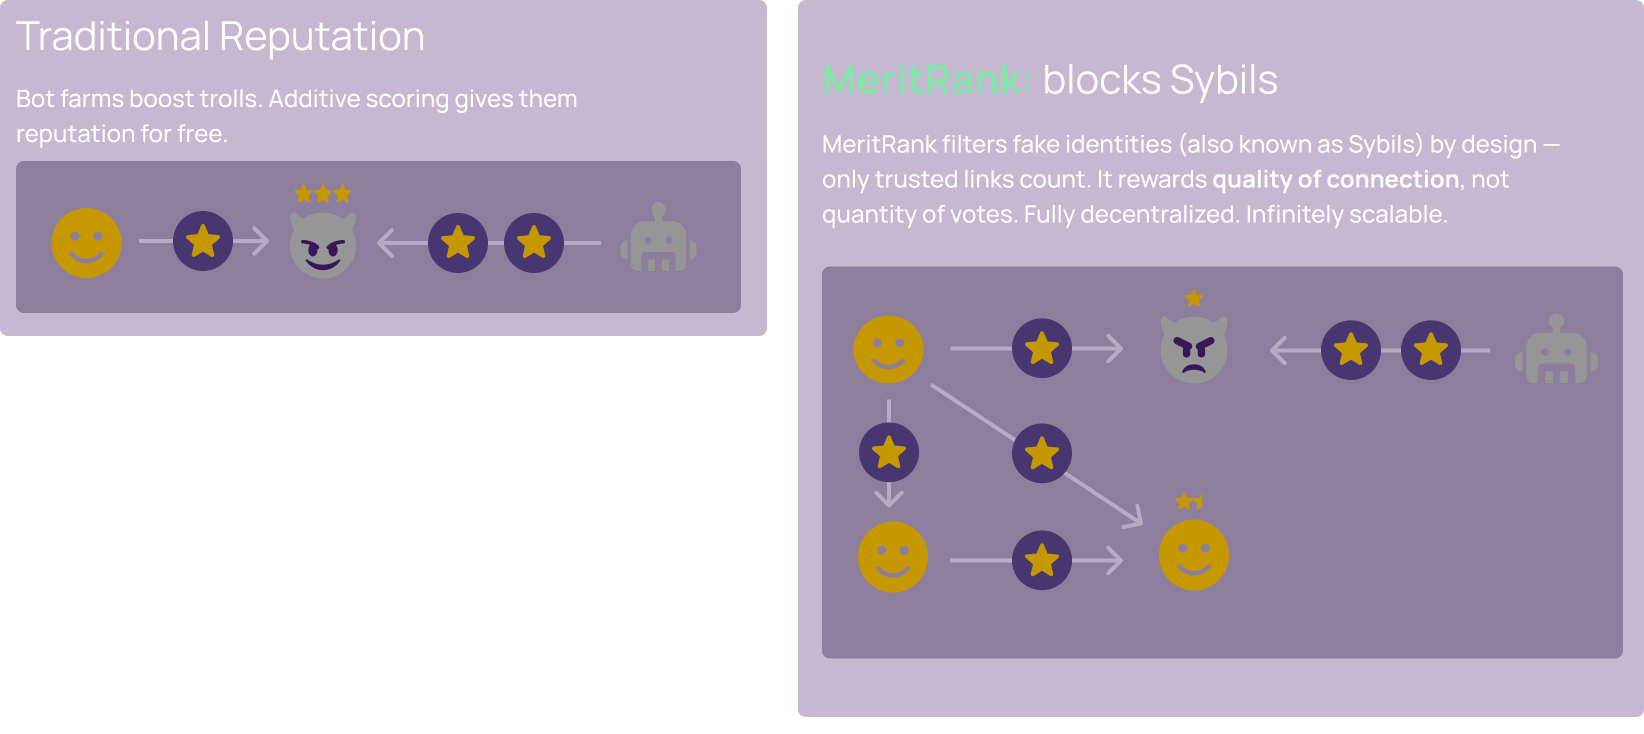 Traditional Reputation
Bot farms boost trolls. Additive scoring gives them
reputation for free.
MeritRank: blocks Sybils
MeritRank filters fake identities (also known as Sybils) by design —
only trusted links count. It rewards quality of connection, not
quantity of votes. Fully decentralized. Infinitely scalable.